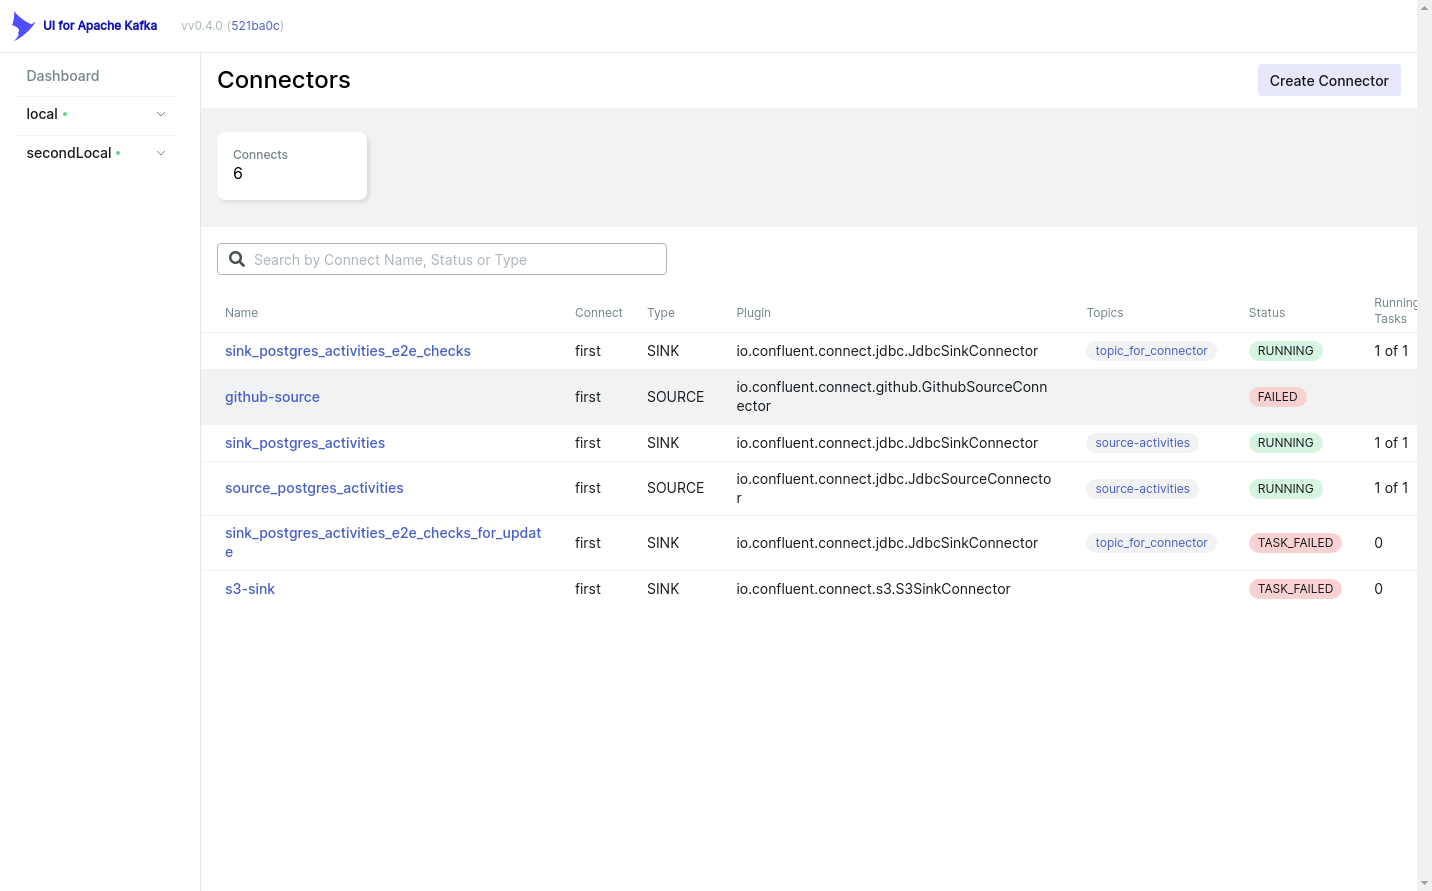 UI for Apache Kafka
vv0.4.0 (521ba0c)
Dashboard
local
secondLocal
Connectors
Create Connector
Connects
6
Search by Connect Name, Status or Type
Name Connect Type Plugin Topics Status Running
Tasks
sink_postgres_activities_e2e_checks first SINK io.confluent.connect.jdbc.JdbcSinkConnector topic_for_connector RUNNING 1 of 1
github-source first SOURCE io.confluent.connect.github.GithubSourceConn
ector FAILED
sink_postgres_activities first SINK io.confluent.connect.jdbc.JdbcSinkConnector source-activities RUNNING 1 of 1
source_postgres_activities first SOURCE io.confluent.connect.jdbc.JdbcSourceConnecto
r source-activities RUNNING 1 of 1
sink_postgres_activities_e2e_checks_for_updat
e first SINK io.confluent.connect.jdbc.JdbcSinkConnector topic_for_connector TASK_FAILED 0
s3-sink first SINK io.confluent.connect.s3.S3SinkConnector TASK_FAILED 0